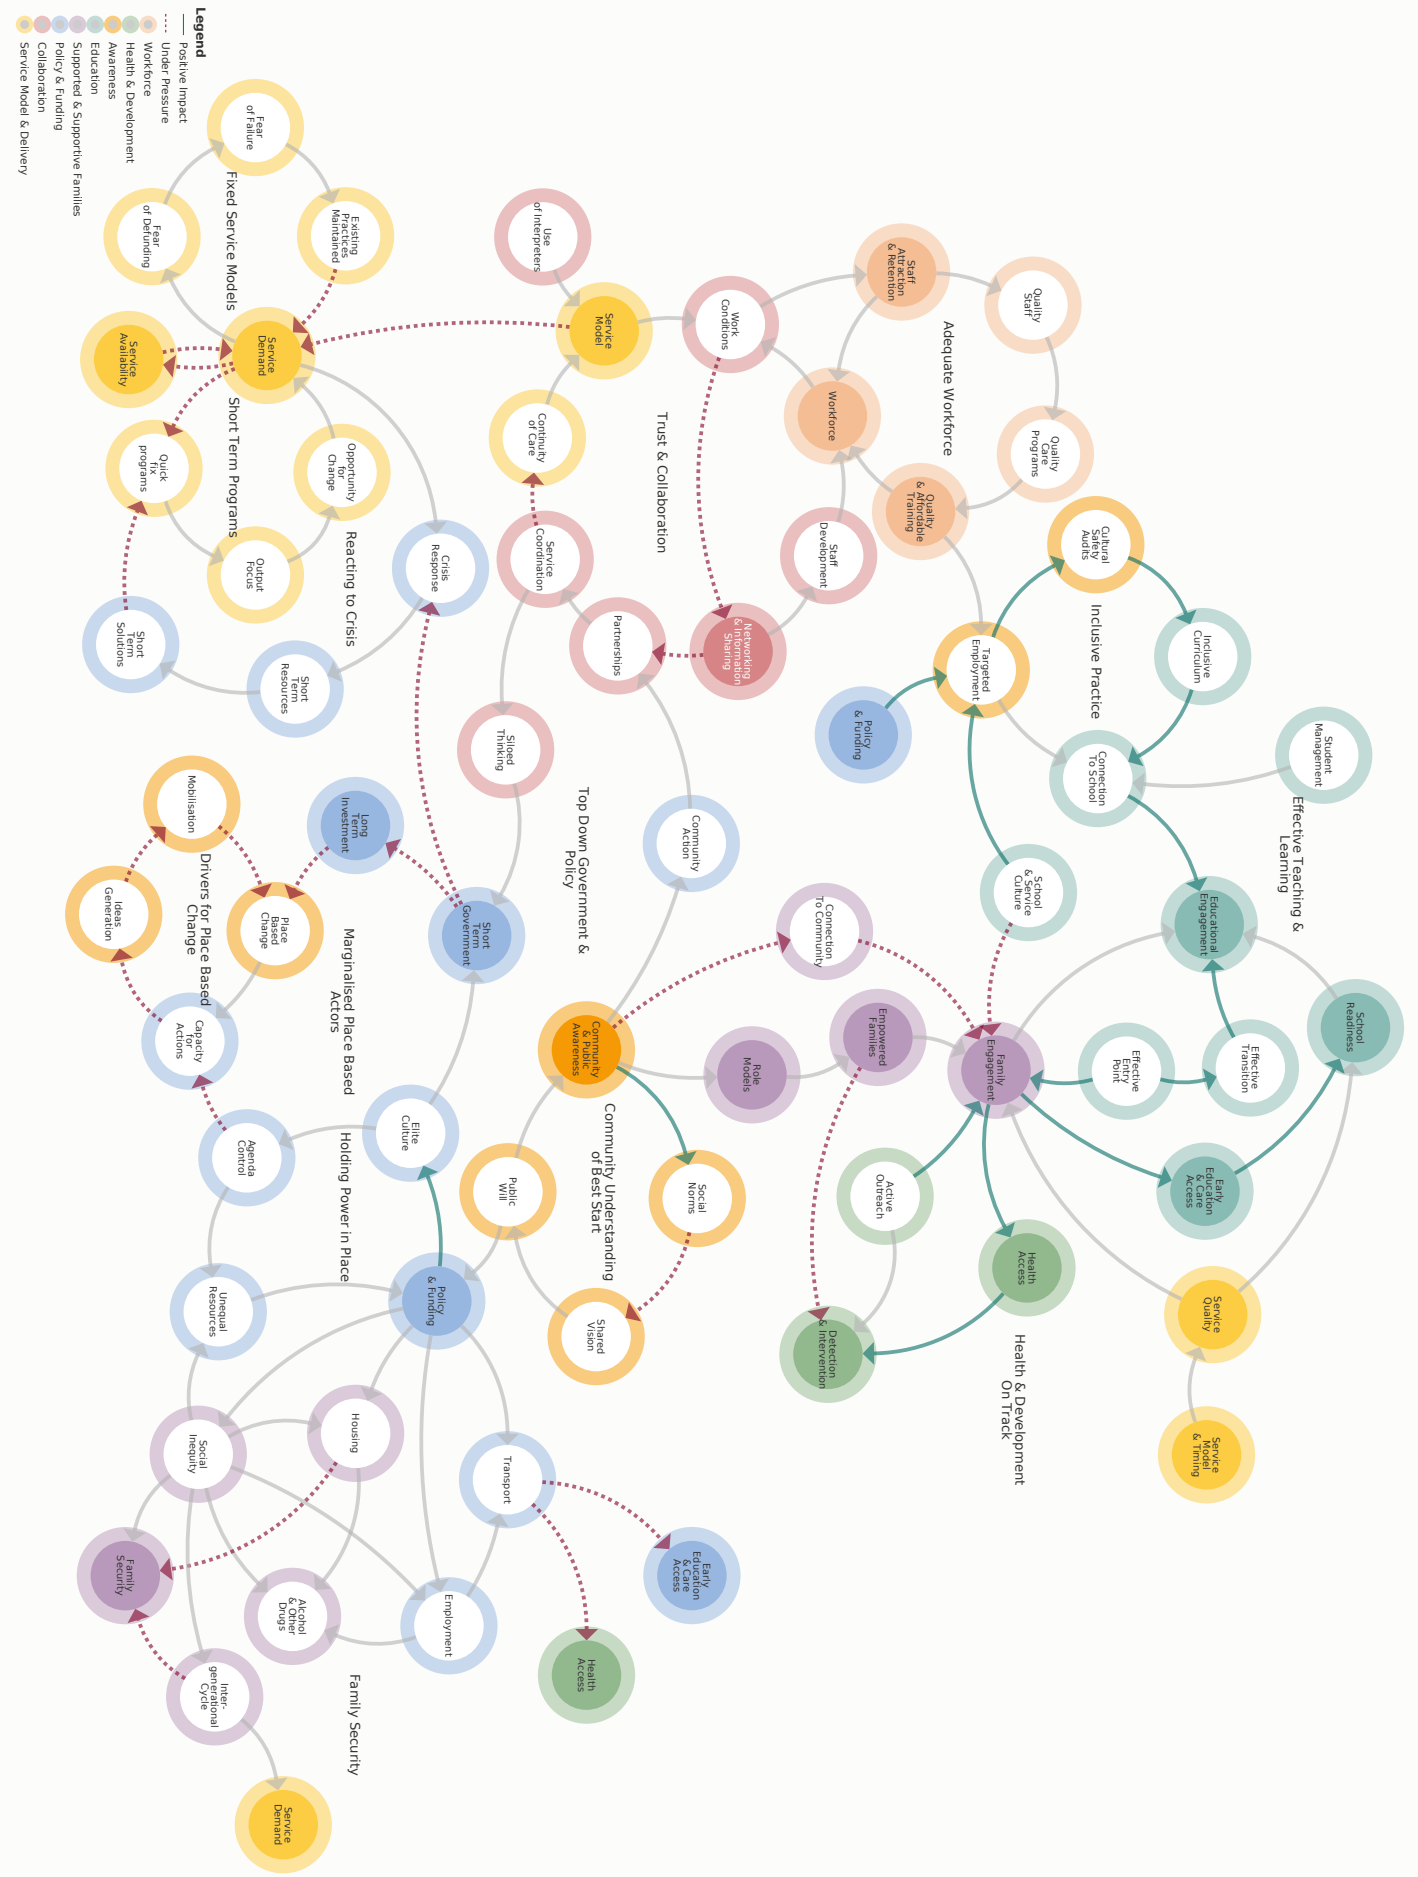 Legend
Positive Impact
Under Pressure
Workforce
Health & Development
Awareness
Education
Supported & Supportive Families
Policy & Funding
Collaboration
Service Model & Delivery
Student
Management
Effective Teaching &
Learning
School
Readiness
Educational
Engagement
Effective
Transition
Effective
Entry
Point
Early
Education
& Care
Access
Service
Quality
Service
Model
& Timing
Inclusive
Curriculum
Cultural
Safety
Audits
Inclusive Practice
Connection
To School
School
& Service
Culture
Targeted
Employment
Policy
& Funding
Quality
Staff
Quality
Care
Programs
Staff
Attraction
& Retention
Adequate Workforce
Quality
& Affordable
Training
Workforce
Work
Conditions
Staff
Development
Networking
& Information
Sharing
Trust & Collaboration
Partnerships
Service
Coordination
Continuity
of Care
Service
Model
Use
of Interpreters
Siloed
Thinking
Community
Action
Top Down Government &
Policy
Short
Term
Government
Connection
To Community
Empowered
Families
Family
Engagement
Role
Models
Community
& Public
Awareness
Community Understanding
of Best Start
Social
Norms
Shared
Vision
Public
Will
Active
Outreach
Health
Access
Detection
& Intervention
Health & Development
On Track
Fear
of Failure
Existing
Practices
Maintained
Fear
of Defunding
Fixed Service Models
Service
Demand
Service
Availability
Short Term Programs
Quick
fix
programs
Opportunity
for
Change
Output
Focus
Reacting to Crisis
Crisis
Response
Short
Term
Resources
Short
Term
Solutions
Long
Term
Investment
Mobilisation
Ideas
Generation
Place
Based
Change
Drivers for Place Based
Change
Capacity
for
Actions
Marginalised Place Based
Actors
Elite
Culture
Agenda
Control
Holding Power in Place
Unequal
Resources
Policy
& Funding
Housing
Social
Inequity
Transport
Employment
Alcohol
& Other
Drugs
Family
Security
Inter-
generational
Cycle
Family Security
Early
Education
& Care
Access
Health
Access
Service
Demand